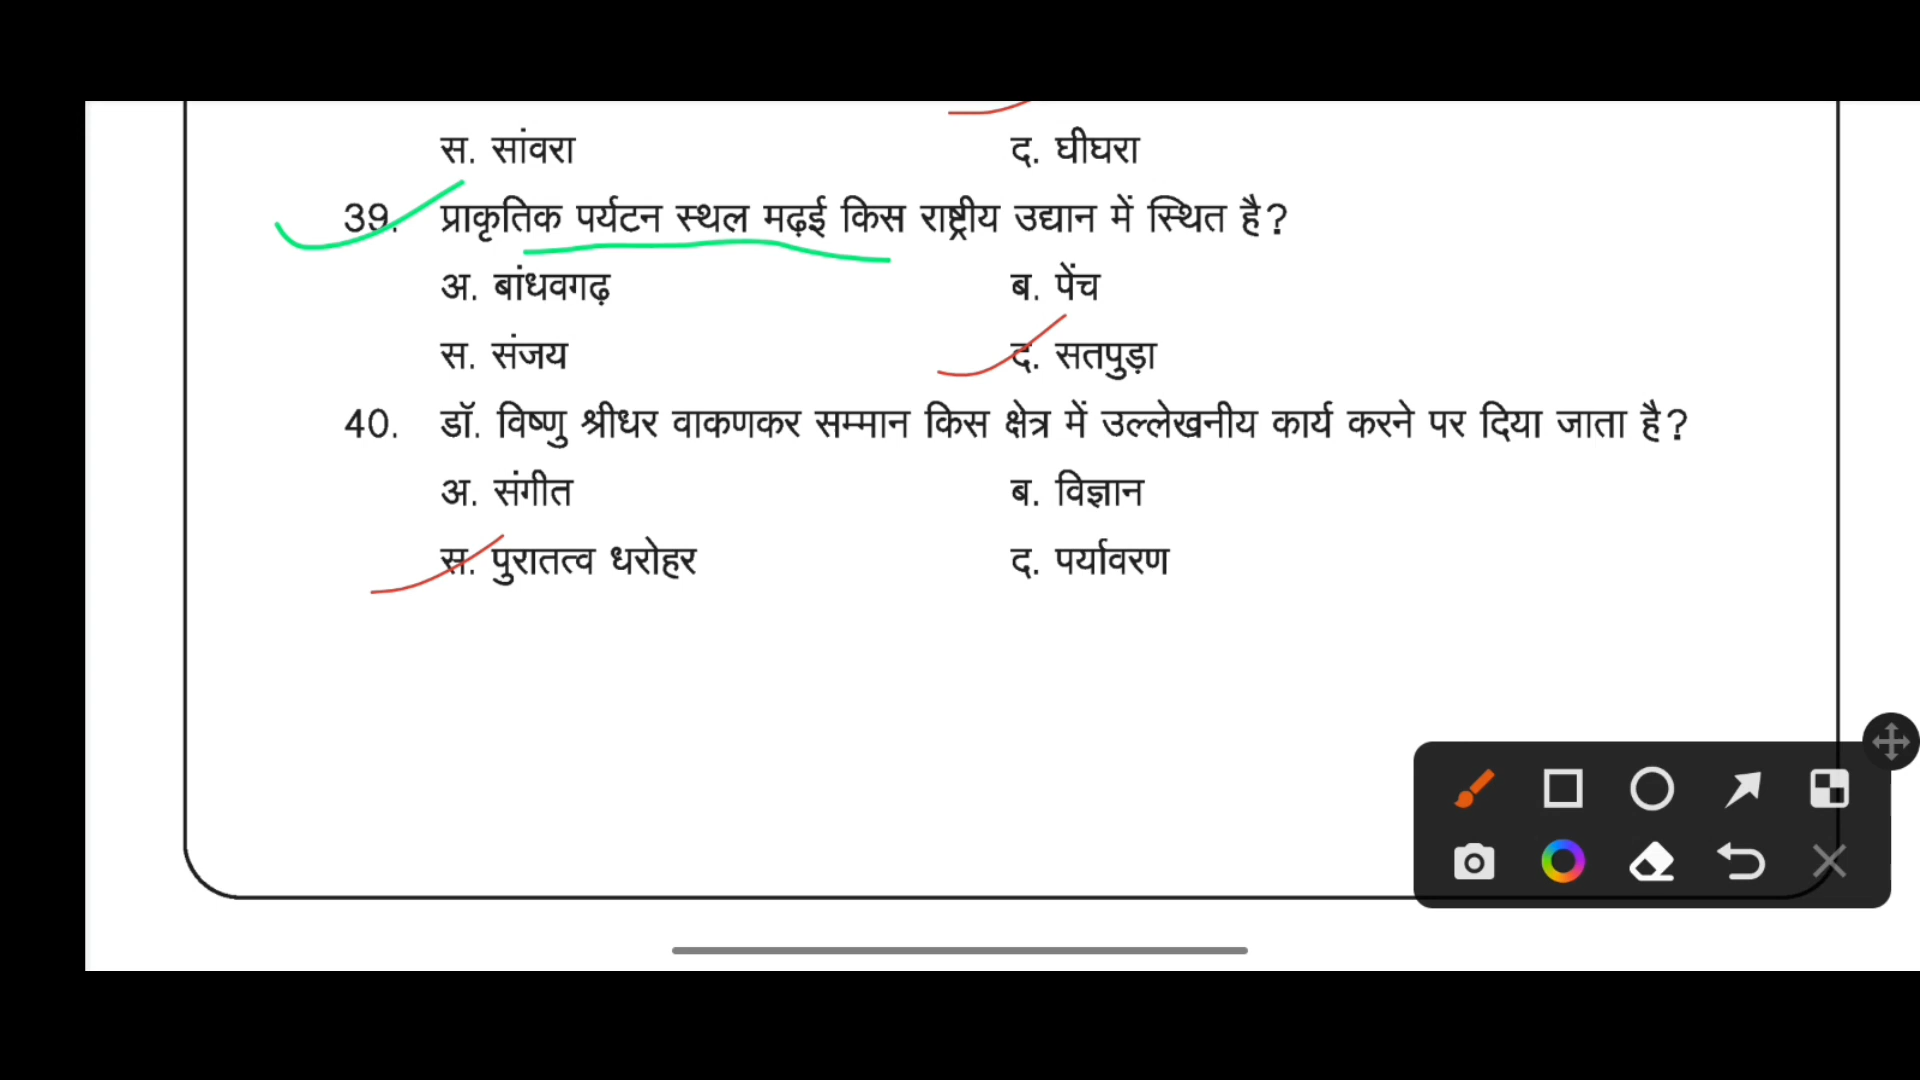 स. सांवरा द. घीघरा
39. प्राकृतिक पर्यटन स्थल मढ़ई किस राष्ट्रीय उद्यान में स्थित है?
अ. बांधवगढ़ ब. पेंच
स. संजय द. सतपुड़ा
40. डॉ. विष्णु श्रीधर वाकणकर सम्मान किस क्षेत्र में उल्लेखनीय कार्य करने पर दिया जाता है?
अ. संगीत ब. विज्ञान
स. पुरातत्व धरोहर द. पर्यावरण